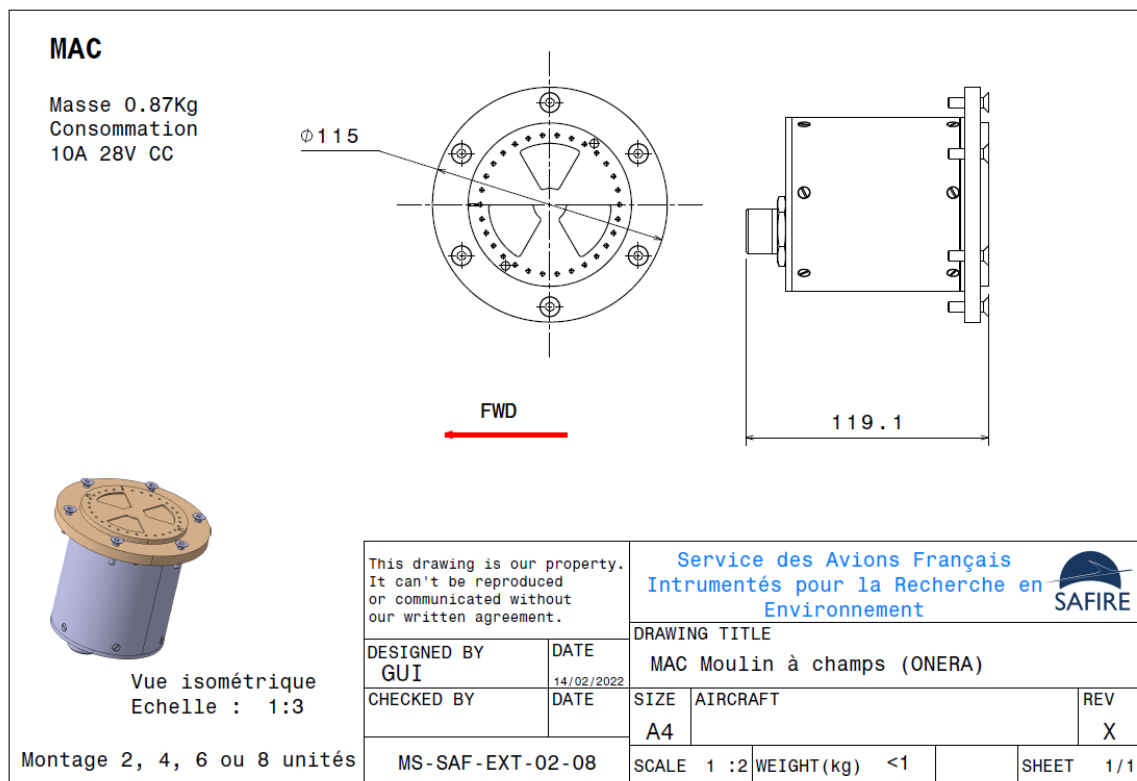 MAC
Masse 0.87Kg
Consommation
10A 28V CC
Φ115
FWD
119.1
Vue isométrique
Echelle : 1:3
Montage 2, 4, 6 ou 8 unités
This drawing is our property.
It can't be reproduced
or communicated without
our written agreement.
Service des Avions Français
Intrumentés pour la Recherche en
Environnement
SAFIRE
DRAWING TITLE
MAC Moulin à champs (ONERA)
DESIGNED BY
GUI
DATE
14/02/2022
CHECKED BY
DATE
SIZE
A4
AIRCRAFT
REV
X
MS-SAF-EXT-02-08
SCALE 1 :2
WEIGHT(kg) <1
SHEET 1/1